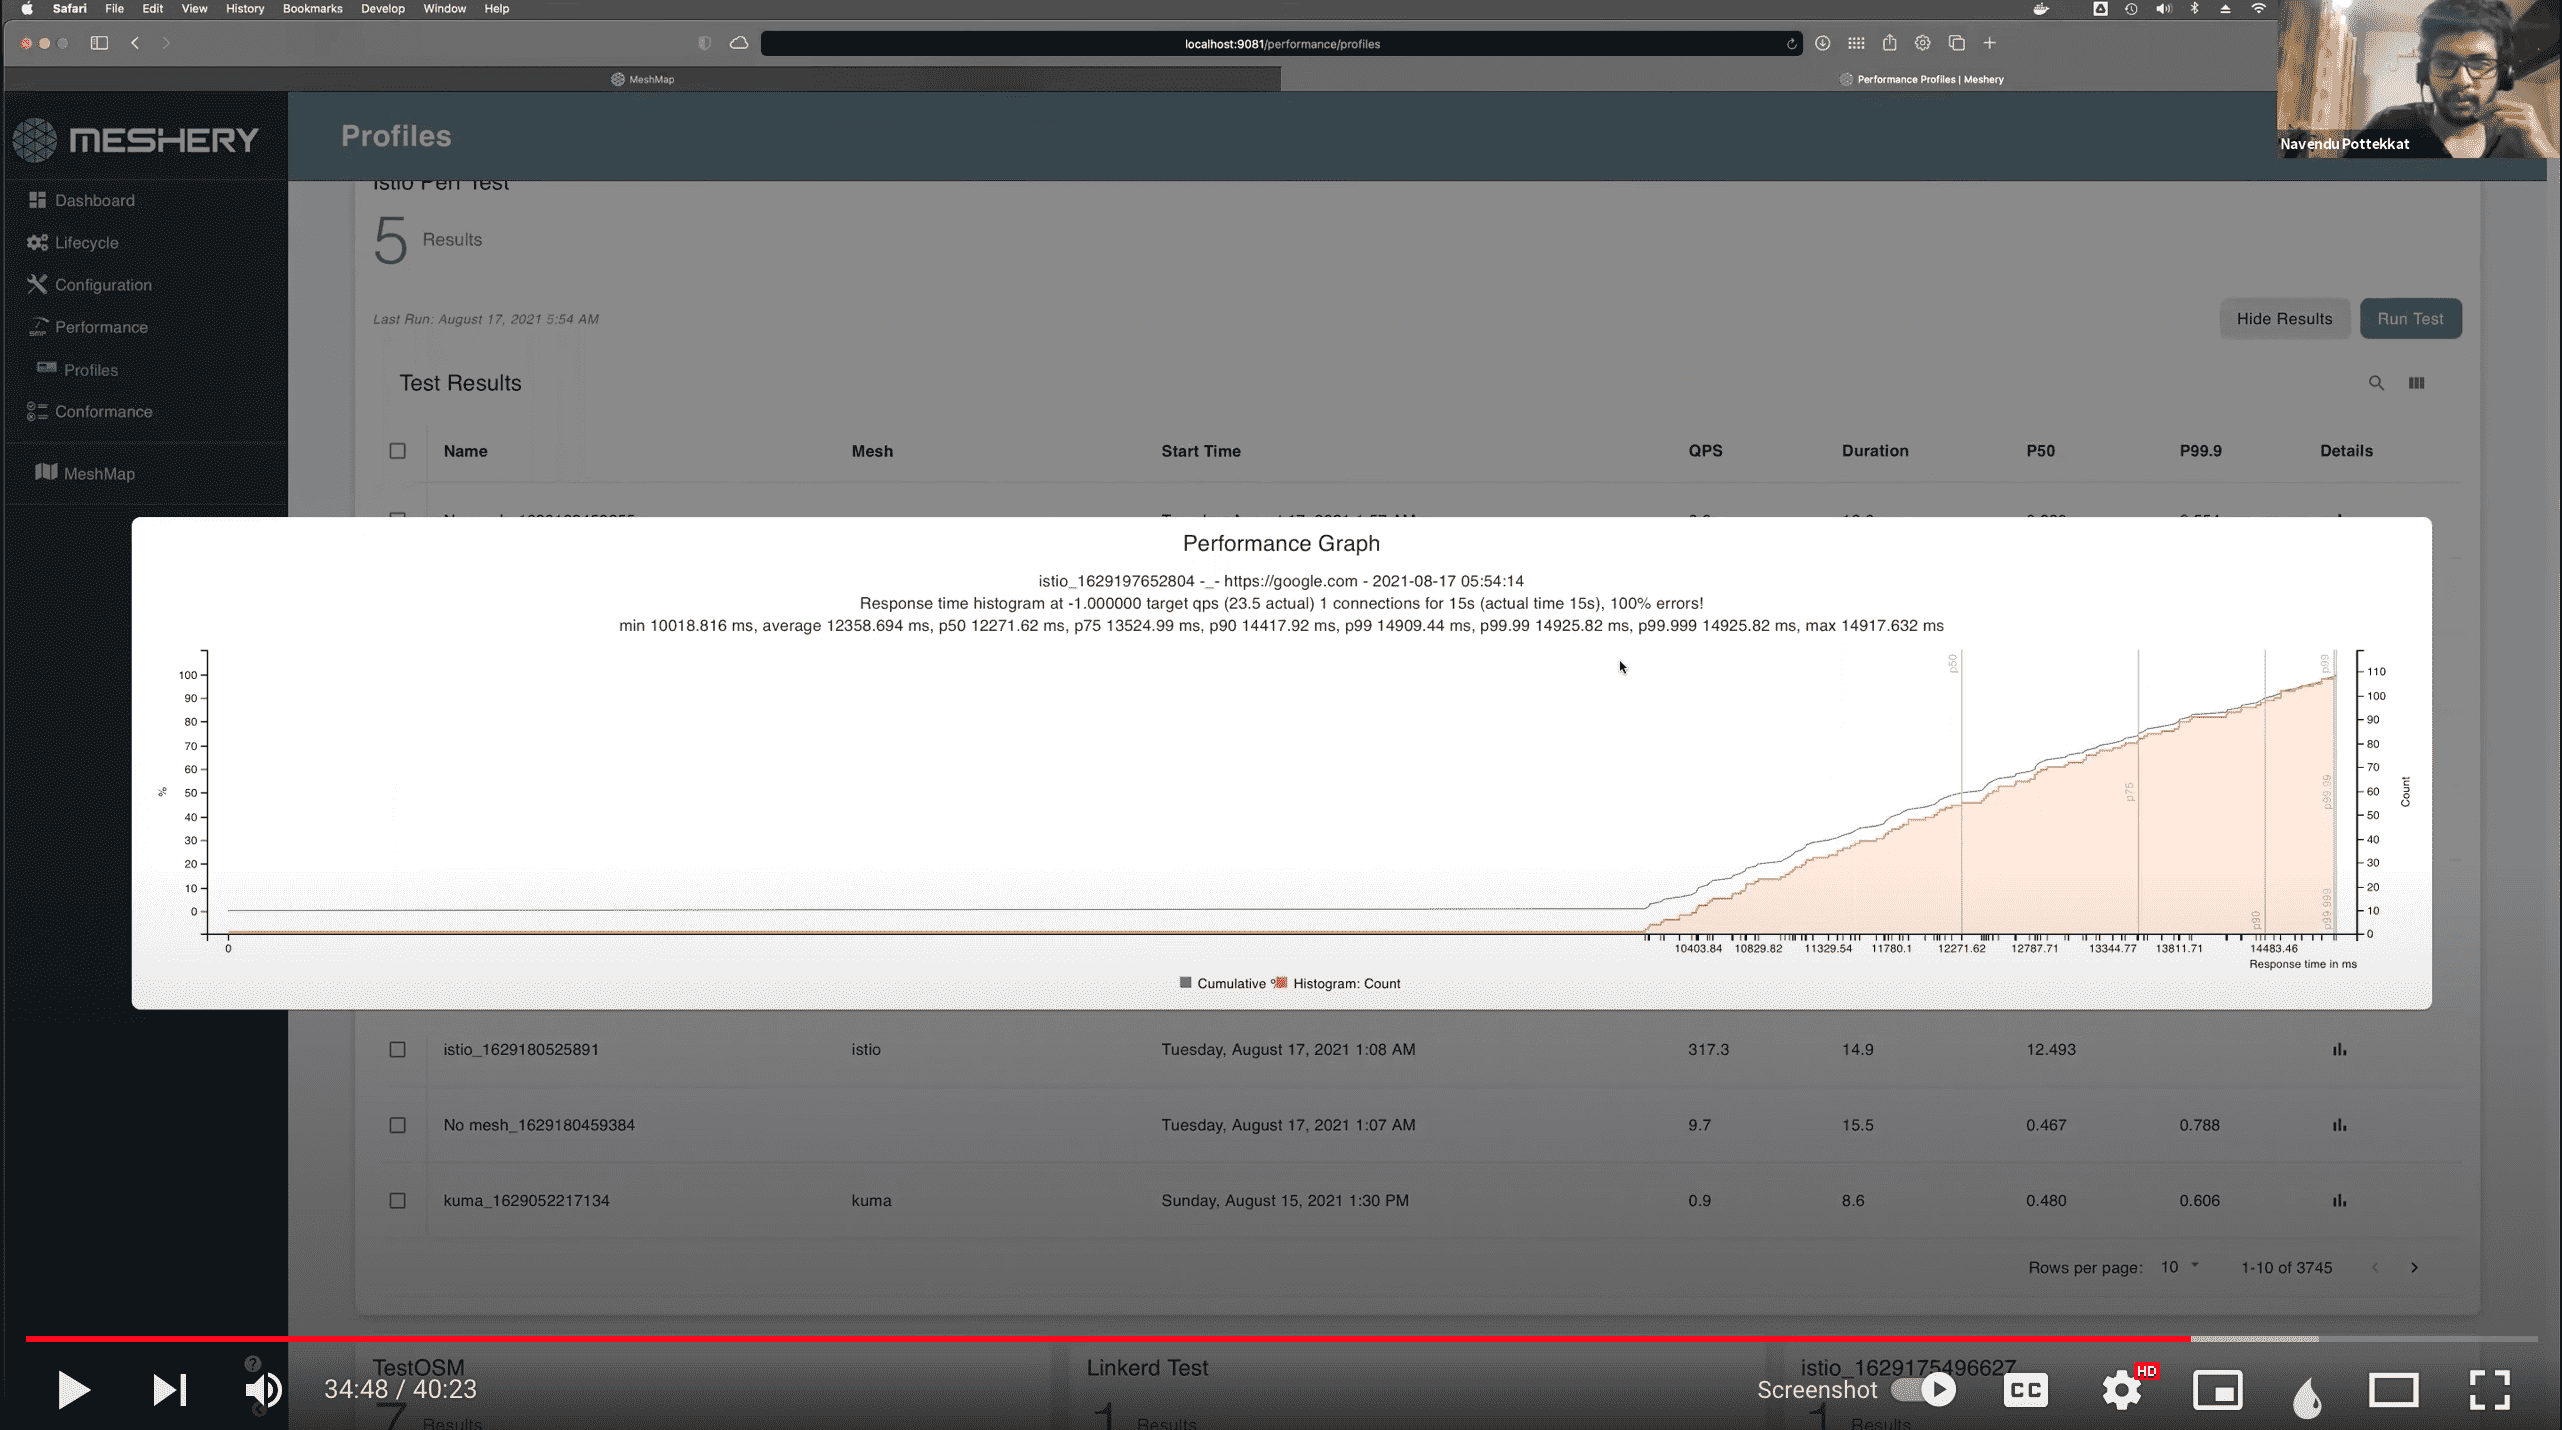 Safari File Edit View History Bookmarks Develop Window Help
localhost:9081/performance/profiles
MeshMap
Performance Profiles | Meshery
Navendu Pottekkat
MESHERY
Profiles
Dashboard
Lifecycle
Configuration
Performance
Profiles
Conformance
MeshMap
Istio Perf Test
5 Results
Last Run: August 17, 2021 5:54 AM
Hide Results
Run Test
Test Results
Name Mesh Start Time QPS Duration P50 P99.9 Details
Performance Graph
istio_1629197652804 -_- https://google.com - 2021-08-17 05:54:14
Response time histogram at -1.000000 target qps (23.5 actual) 1 connections for 15s (actual time 15s), 100% errors!
min 10018.816 ms, average 12358.694 ms, p50 12271.62 ms, p75 13524.99 ms, p90 14417.92 ms, p99 14909.44 ms, p99.99 14925.82 ms, p99.999 14925.82 ms, max 14917.632 ms
100
90
80
70
60
50
40
30
20
10
0
%
p50
p75
p90
p99
p99.99
p99.999
110
100
90
80
70
60
50
40
30
20
10
0
Count
0 10403.84 10829.82 11329.54 11780.1 12271.62 12787.71 13344.77 13811.71 14483.46
Response time in ms
Cumulative % Histogram: Count
istio_1629180525891 istio Tuesday, August 17, 2021 1:08 AM 317.3 14.9 12.493
No mesh_1629180459384 Tuesday, August 17, 2021 1:07 AM 9.7 15.5 0.467 0.788
kuma_1629052217134 kuma Sunday, August 15, 2021 1:30 PM 0.9 8.6 0.480 0.606
Rows per page: 10 1-10 of 3745
TestOSM
Linkerd Test
istio_1629175496627
34:48 / 40:23
Screenshot
CC
HD
7 Results
1 Results
1 Results